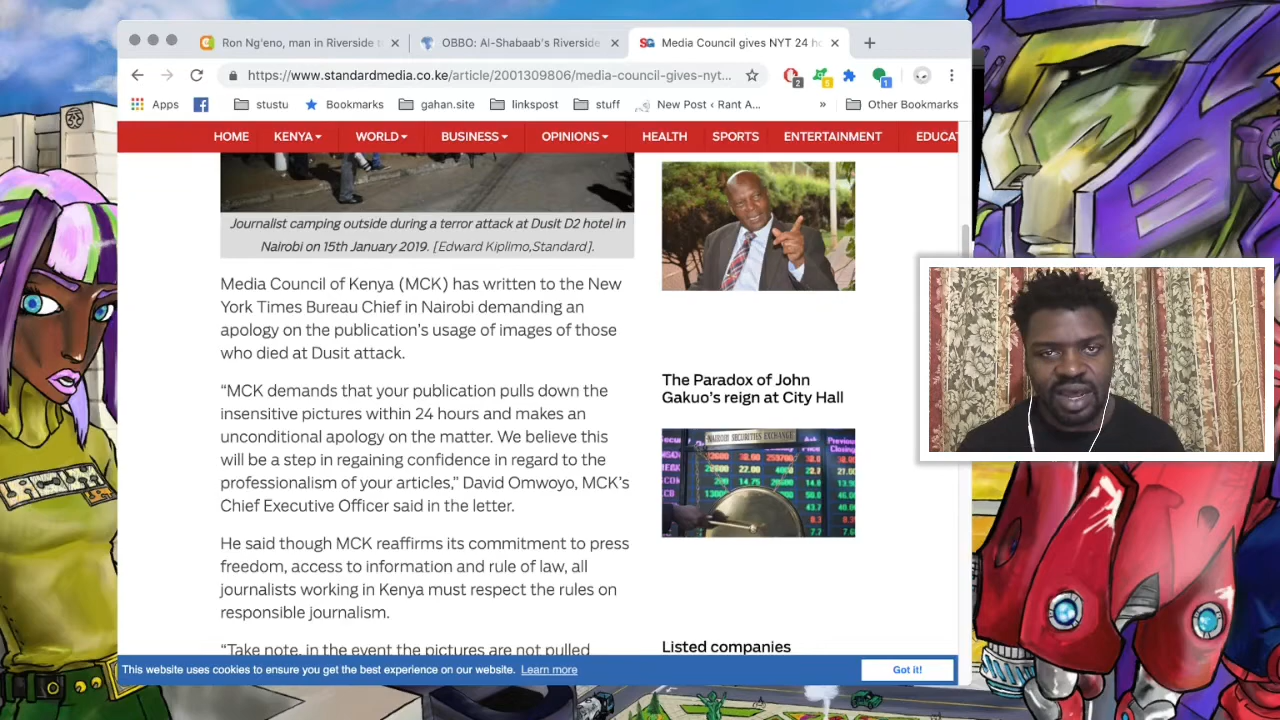 Ron Ng'eno, man in Riverside
OBBO: Al-Shabaab's Riverside
SG Media Council gives NYT 24 h
https://www.standardmedia.co.ke/article/2001309806/media-council-gives-nyt...
2 5 1
Apps stustu Bookmarks gahan.site linkspost stuff New Post ‹ Rant A... » Other Bookmarks
HOME KENYA WORLD BUSINESS OPINIONS HEALTH SPORTS ENTERTAINMENT EDUCAT
Journalist camping outside during a terror attack at Dusit D2 hotel in
Nairobi on 15th January 2019. [Edward Kiplimo,Standard].
Media Council of Kenya (MCK) has written to the New
York Times Bureau Chief in Nairobi demanding an
apology on the publication's usage of images of those
who died at Dusit attack.
“MCK demands that your publication pulls down the
insensitive pictures within 24 hours and makes an
unconditional apology on the matter. We believe this
will be a step in regaining confidence inregard to the
professionalism of your articles,” David Omwoyo, MCK's
Chief Executive Officer said in the letter.
He said though MCK reaffirms its commitment to press
freedom, access to information and rule of law, all
journalists working in Kenya must respect the rules on
responsible journalism.
“Take note, in the event the pictures are not pulled
The Paradox of John
Gakuo's reign at City Hall
NAIROBI SECURITIES EXCHANGE
Listed companies
This website uses cookies to ensure you get the best experience on our website. Learn more
Got it!